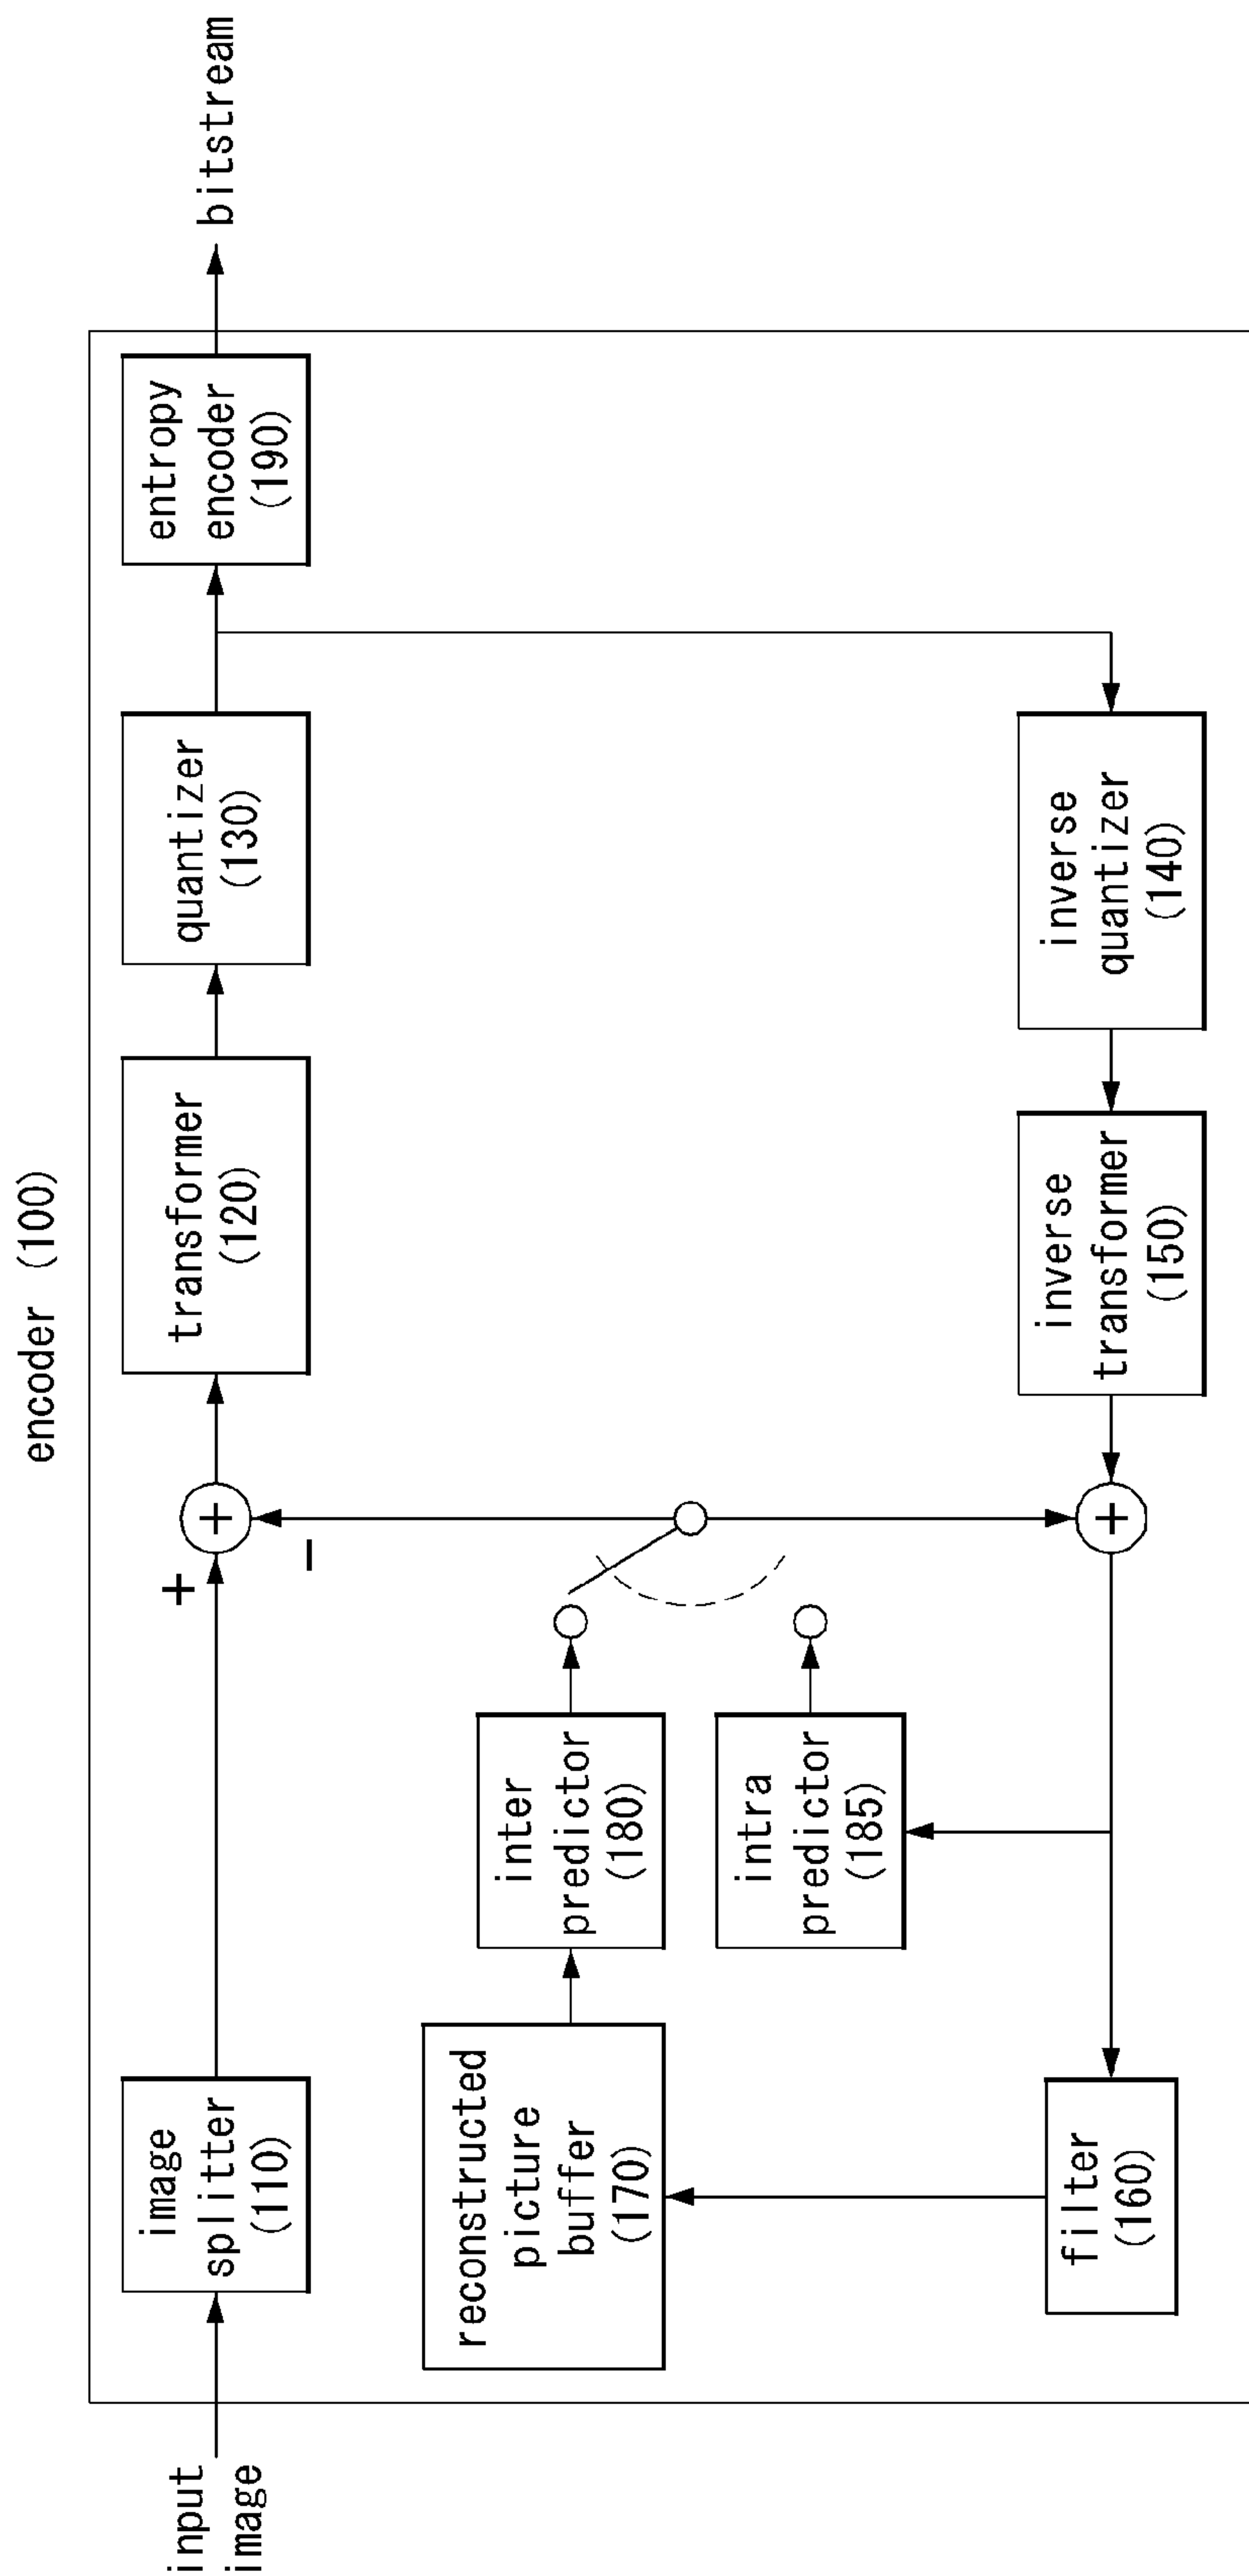 encoder (100)
input
image
image
splitter
(110)
+
+
−
transformer
(120)
quantizer
(130)
entropy
encoder
(190)
bitstream
reconstructed
picture
buffer
(170)
inter
predictor
(180)
intra
predictor
(185)
filter
(160)
+
inverse
transformer
(150)
inverse
quantizer
(140)